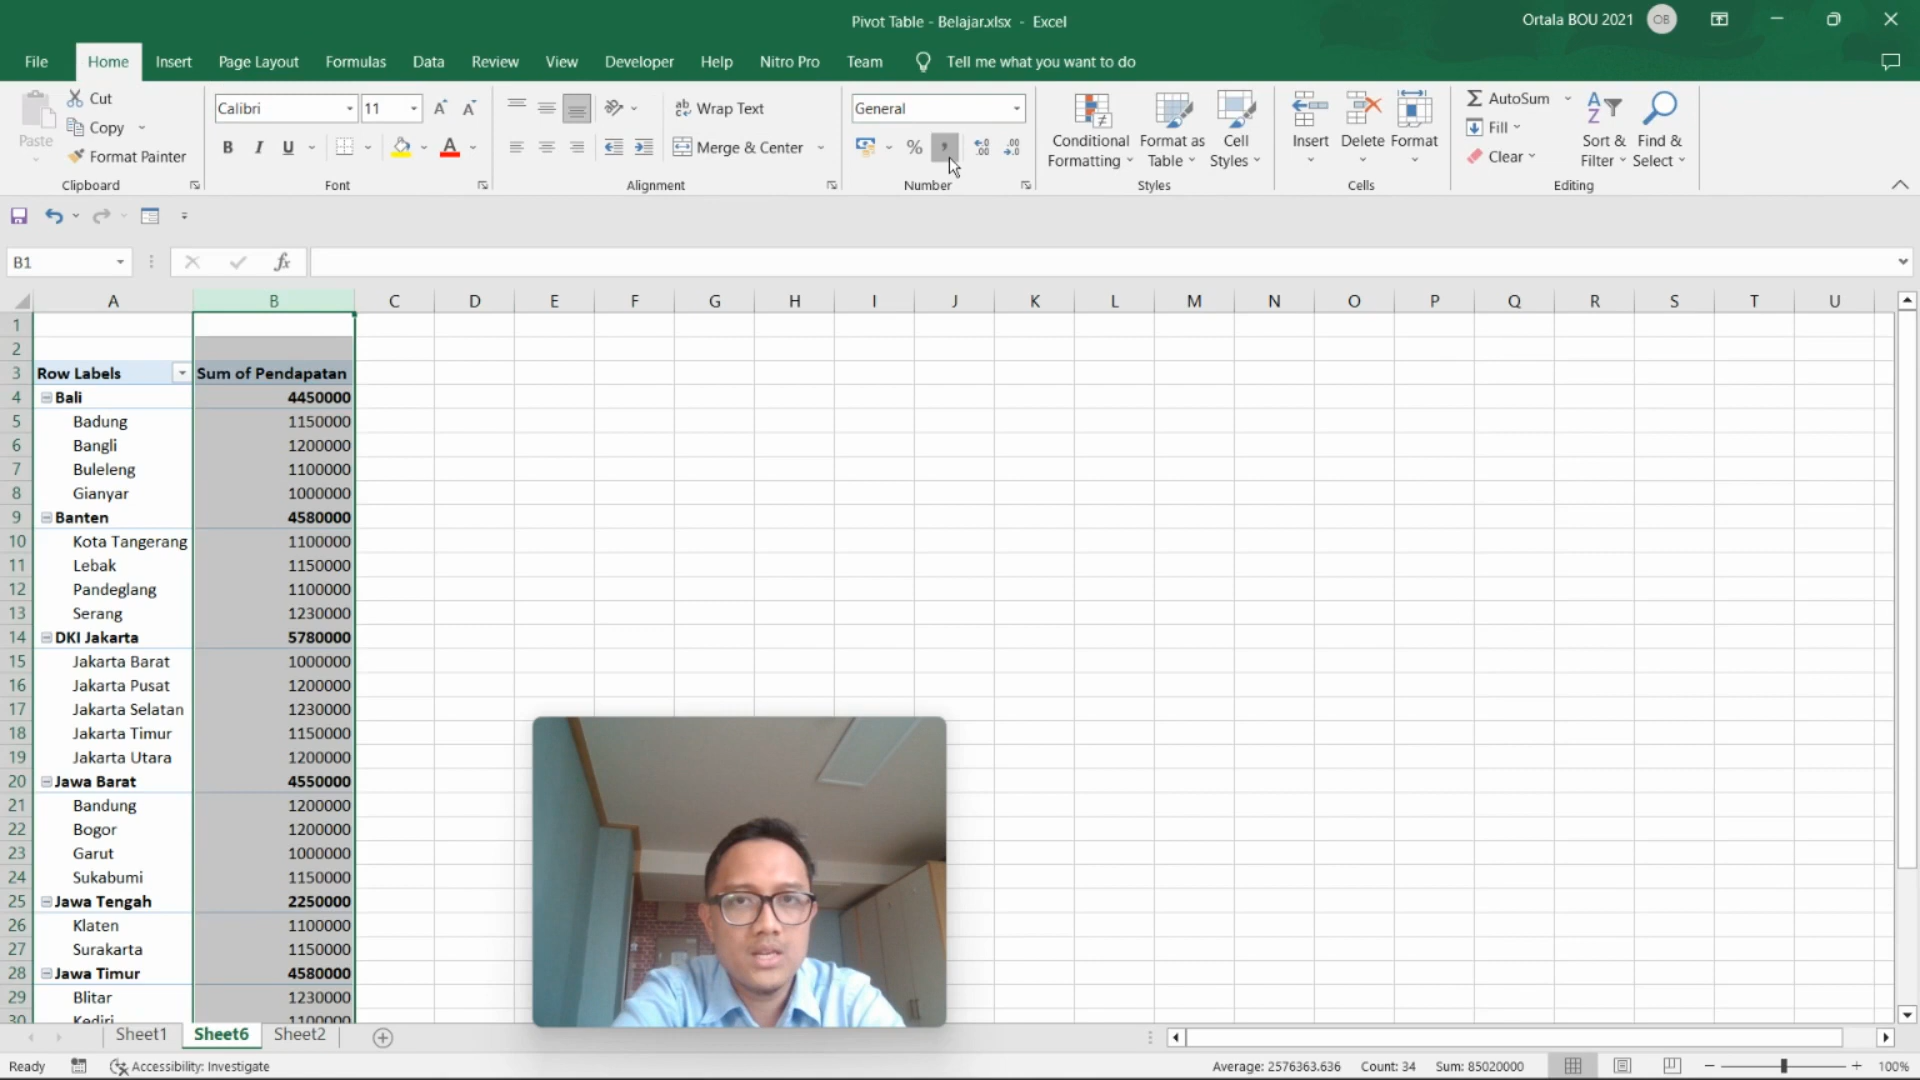 Pivot Table - Belajar.xlsx - Excel
Ortala BOU 2021 OB
File Home Insert Page Layout Formulas Data Review View Developer Help Nitro Pro Team Tell me what you want to do
Paste
Cut
Copy
Format Painter
Clipboard
Calibri 11
B I U
Font
ab Wrap Text
Merge & Center
Alignment
General
% ,
Number
Conditional Formatting
Format as Table
Cell Styles
Styles
Insert Delete Format
Cells
AutoSum
Fill
Clear
Sort & Filter
Find & Select
Editing
B1 fx
A B C D E F G H I J K L M N O P Q R S T U
1
2
3 Row Labels Sum of Pendapatan
4 Bali 4450000
5 Badung 1150000
6 Bangli 1200000
7 Buleleng 1100000
8 Gianyar 1000000
9 Banten 4580000
10 Kota Tangerang 1100000
11 Lebak 1150000
12 Pandeglang 1100000
13 Serang 1230000
14 DKI Jakarta 5780000
15 Jakarta Barat 1000000
16 Jakarta Pusat 1200000
17 Jakarta Selatan 1230000
18 Jakarta Timur 1150000
19 Jakarta Utara 1200000
20 Jawa Barat 4550000
21 Bandung 1200000
22 Bogor 1200000
23 Garut 1000000
24 Sukabumi 1150000
25 Jawa Tengah 2250000
26 Klaten 1100000
27 Surakarta 1150000
28 Jawa Timur 4580000
29 Blitar 1230000
30 Kediri 1100000
Sheet1 Sheet6 Sheet2
Ready Accessibility: Investigate Average: 2576363.636 Count: 34 Sum: 85020000 100%